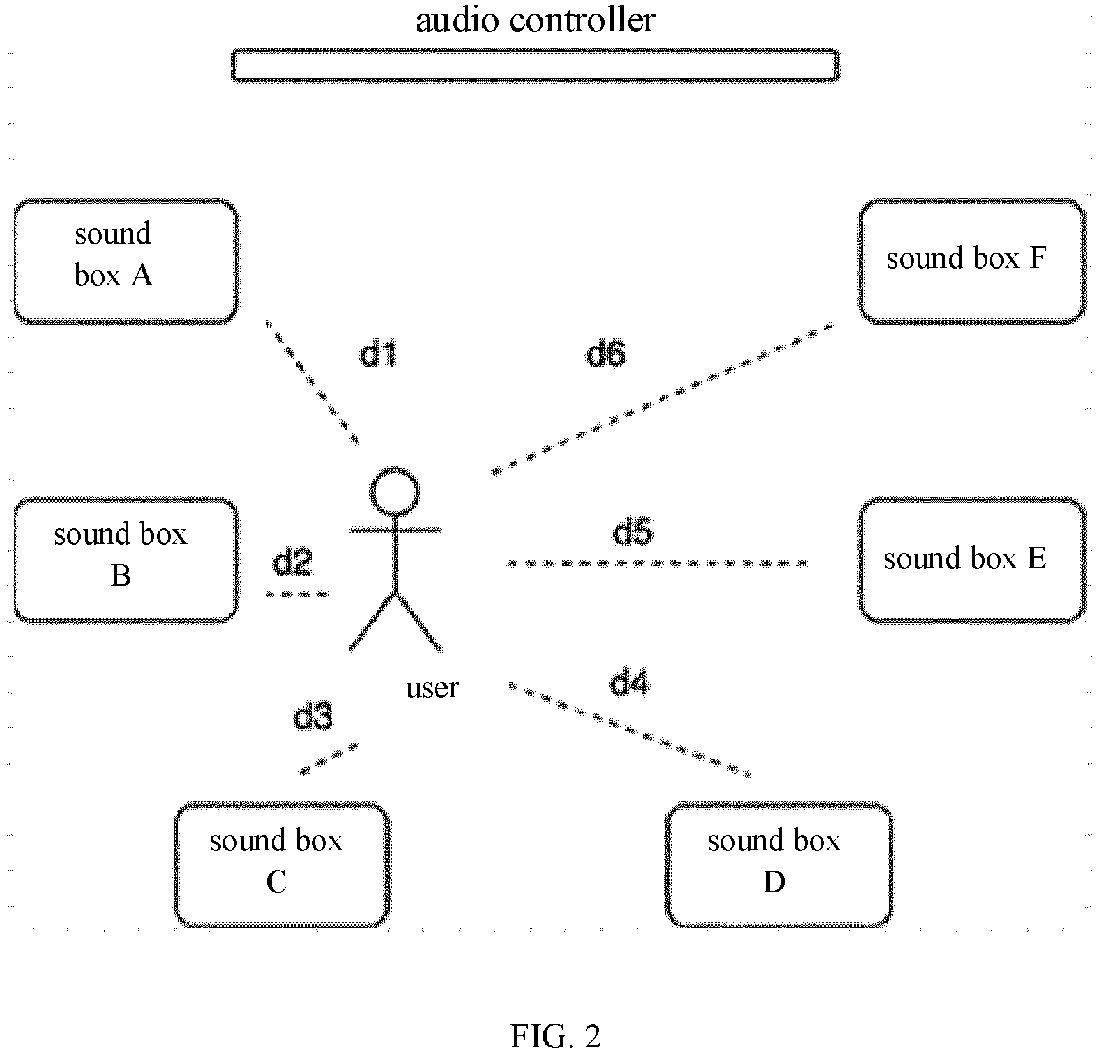 audio controller
sound
box A
sound box F
d1
d6
sound box
B
d2
d5
sound box E
user
d3
d4
sound box
C
sound box
D
FIG. 2